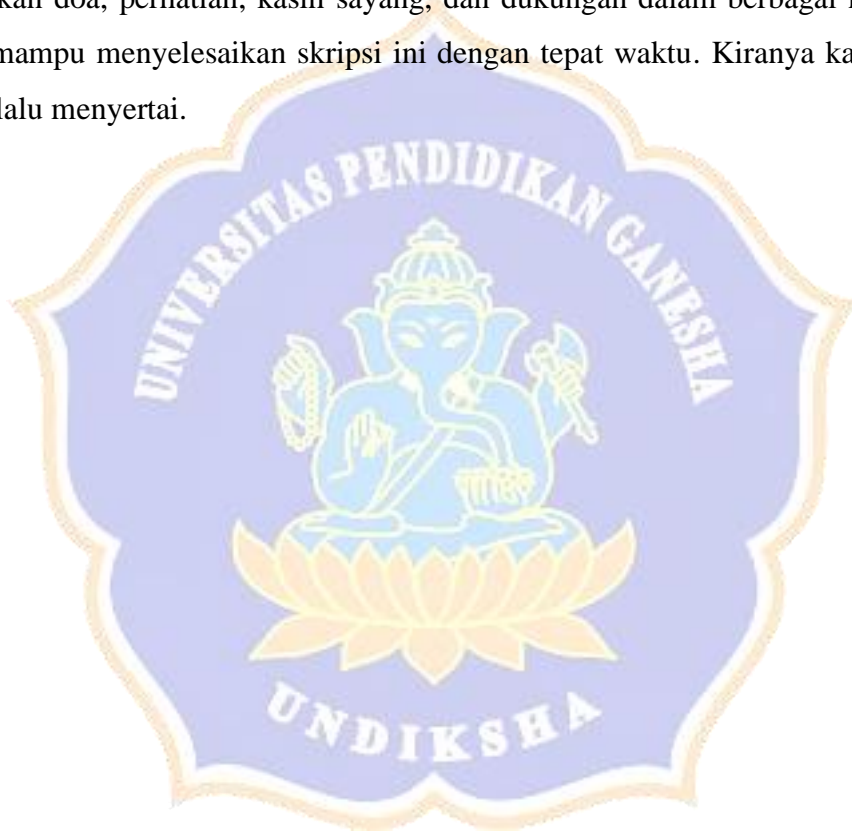 kan doa, perhatian, kasih sayang, dan dukungan dalam berbagai
mampu menyelesaikan skripsi ini dengan tepat waktu. Kiranya
lalu menyertai.
UNIVERSITAS PENDIDIKAN GANESHA
UNDIKSHA